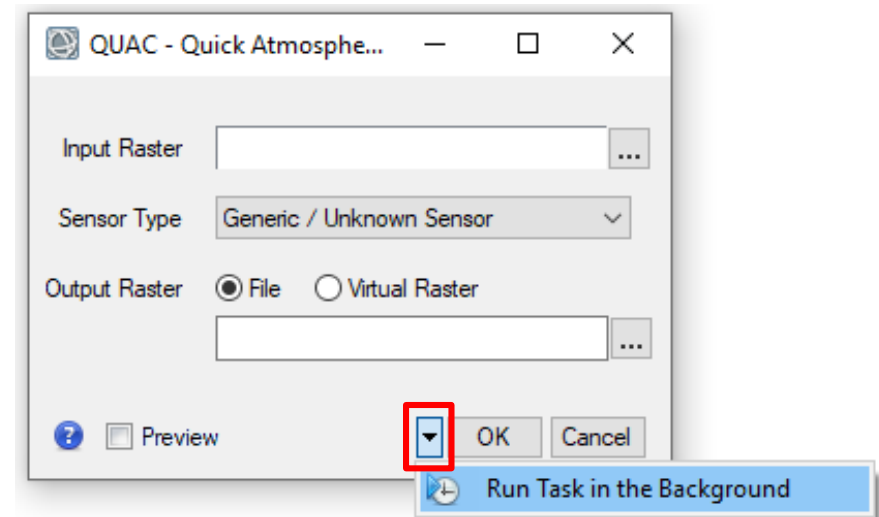 QUAC - Quick Atmosphe...
Input Raster
...
Sensor Type Generic / Unknown Sensor
Output Raster File Virtual Raster
...
? Preview OK Cancel
Run Task in the Background